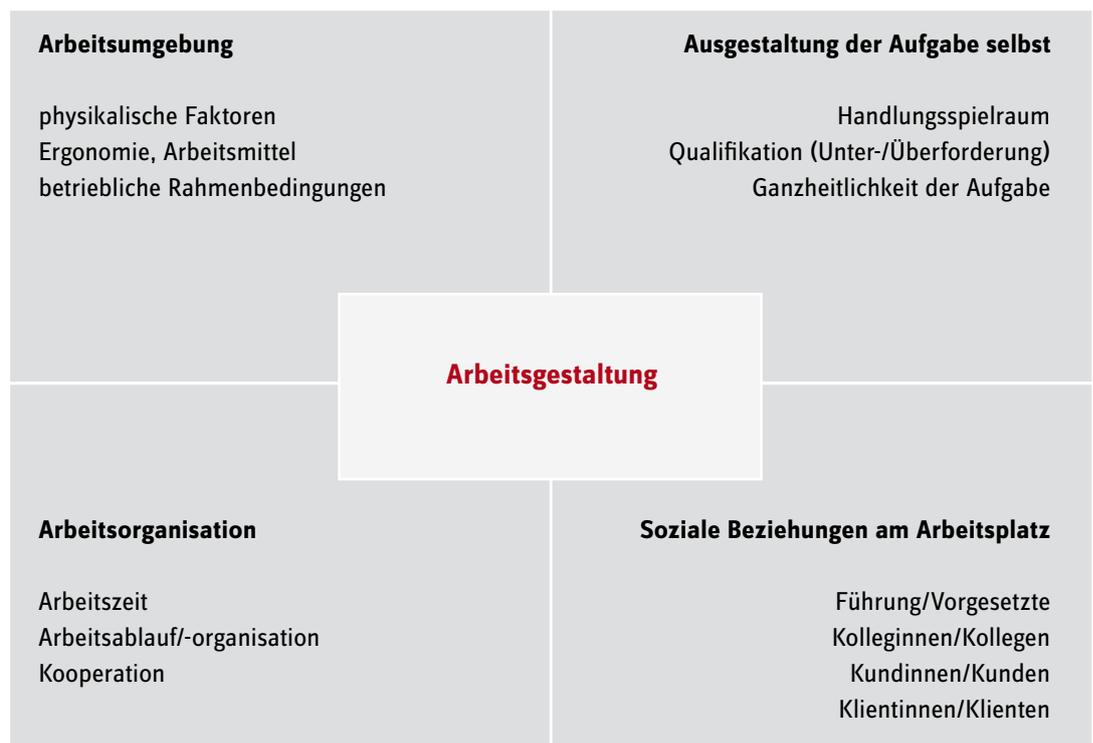 Arbeitsumgebung
physikalische Faktoren
Ergonomie, Arbeitsmittel
betriebliche Rahmenbedingungen
Ausgestaltung der Aufgabe selbst
Handlungsspielraum
Qualifikation (Unter-/Überforderung)
Ganzheitlichkeit der Aufgabe
Arbeitsgestaltung
Arbeitsorganisation
Arbeitszeit
Arbeitsablauf/-organisation
Kooperation
Soziale Beziehungen am Arbeitsplatz
Führung/Vorgesetzte
Kolleginnen/Kollegen
Kundinnen/Kunden
Klientinnen/Klienten